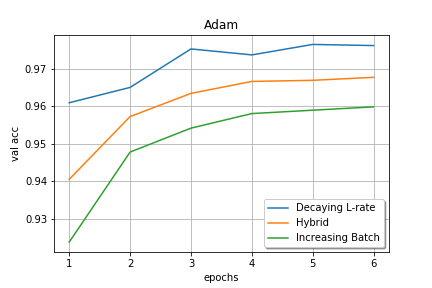 Adam
0.97
0.96
0.95
0.94
0.93
val acc
1 2 3 4 5 6
epochs
Decaying L-rate
Hybrid
Increasing Batch